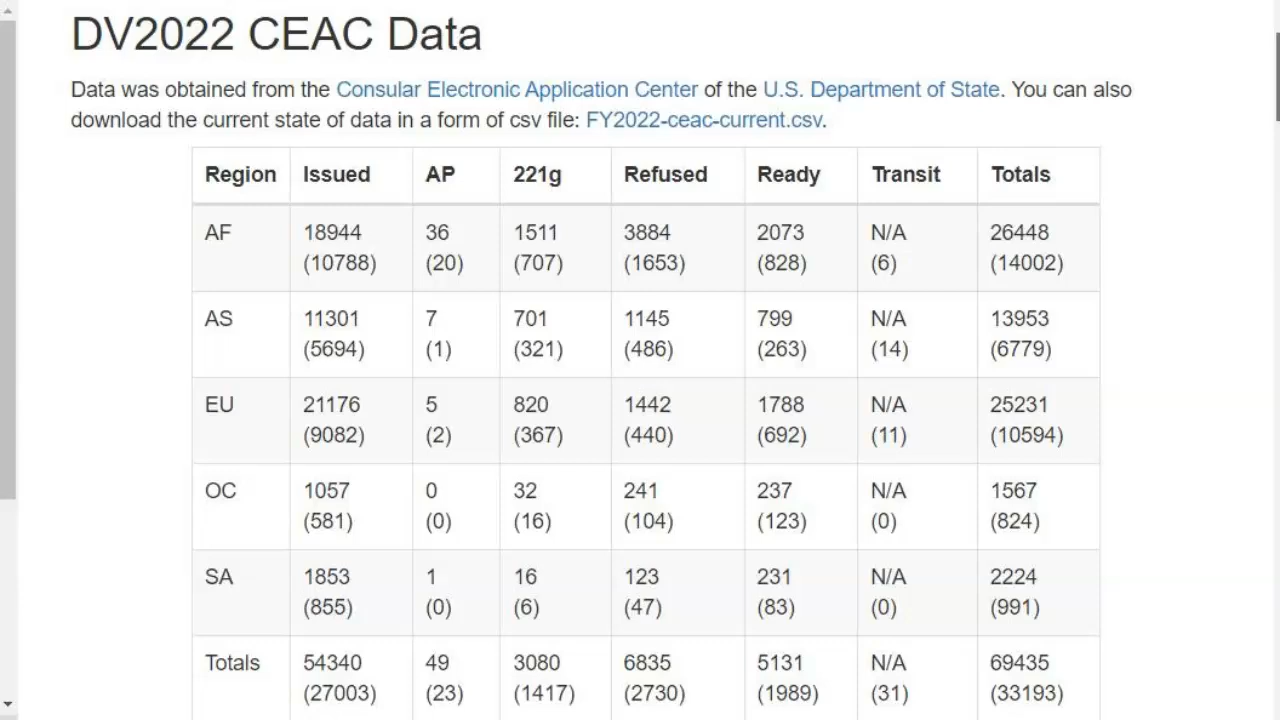 DV2022 CEAC Data
Data was obtained from the Consular Electronic Application Center of the U.S. Department of State. You can also
download the current state of data in a form of csv file: FY2022-ceac-current.csv.
Region Issued AP 221g Refused Ready Transit Totals
AF 18944 36 1511 3884 2073 N/A 26448
(10788) (20) (707) (1653) (828) (6) (14002)
AS 11301 7 701 1145 799 N/A 13953
(5694) (1) (321) (486) (263) (14) (6779)
EU 21176 5 820 1442 1788 N/A 25231
(9082) (2) (367) (440) (692) (11) (10594)
OC 1057 0 32 241 237 N/A 1567
(581) (0) (16) (104) (123) (0) (824)
SA 1853 1 16 123 231 N/A 2224
(855) (0) (6) (47) (83) (0) (991)
Totals 54340 49 3080 6835 5131 N/A 69435
(27003) (23) (1417) (2730) (1989) (31) (33193)